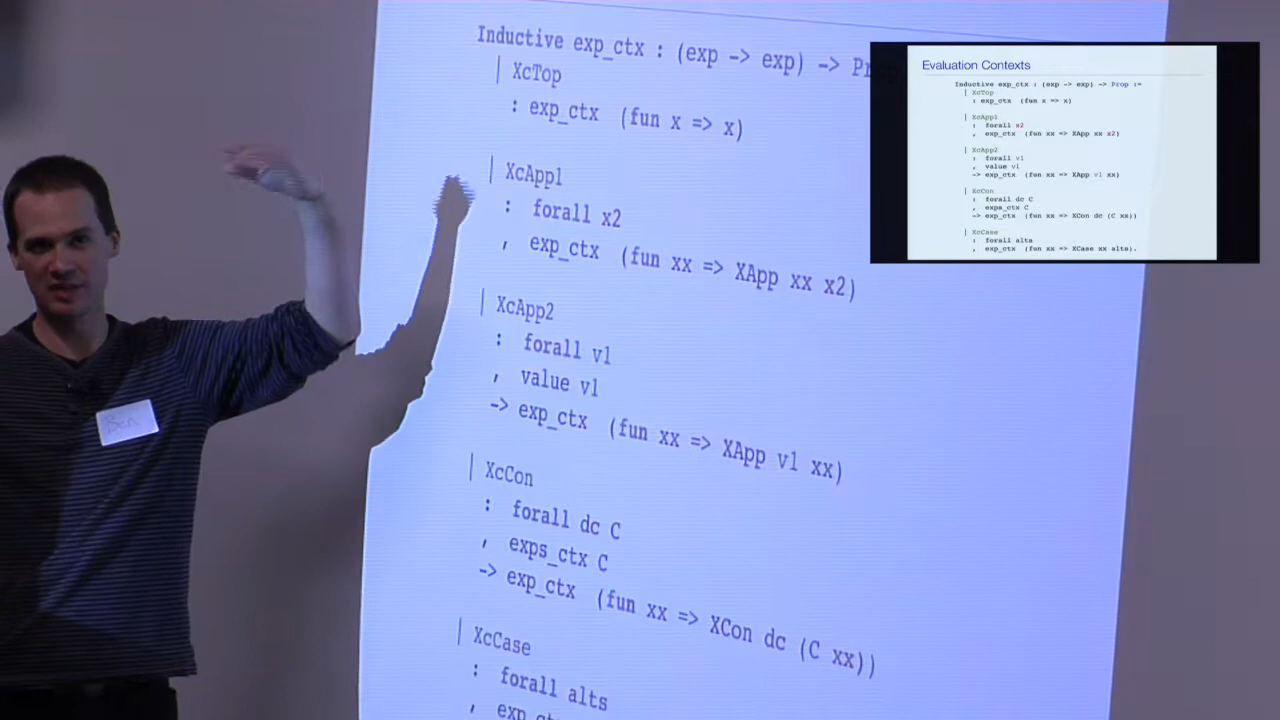 Inductive exp_ctx : (exp -> exp) -> Pr
| XcTop
: exp_ctx (fun x => x)
| XcApp1
: forall x2
, exp_ctx (fun xx => XApp xx x2)
| XcApp2
: forall v1
, value v1
-> exp_ctx (fun xx => XApp v1 xx)
| XcCon
: forall dc C
, exps_ctx C
-> exp_ctx (fun xx => XCon dc (C xx))
| XcCase
: forall alts
, exp_ct
Ben
Evaluation Contexts
Inductive exp_ctx : (exp -> exp) -> Prop :=
| XcTop
: exp_ctx (fun x => x)
| XcApp1
: forall x2
, exp_ctx (fun xx => XApp xx x2)
| XcApp2
: forall v1
, value v1
-> exp_ctx (fun xx => XApp v1 xx)
| XcCon
: forall dc C
, exps_ctx C
-> exp_ctx (fun xx => XCon dc (C xx))
| XcCase
: forall alts
, exp_ctx (fun xx => XCase xx alts).